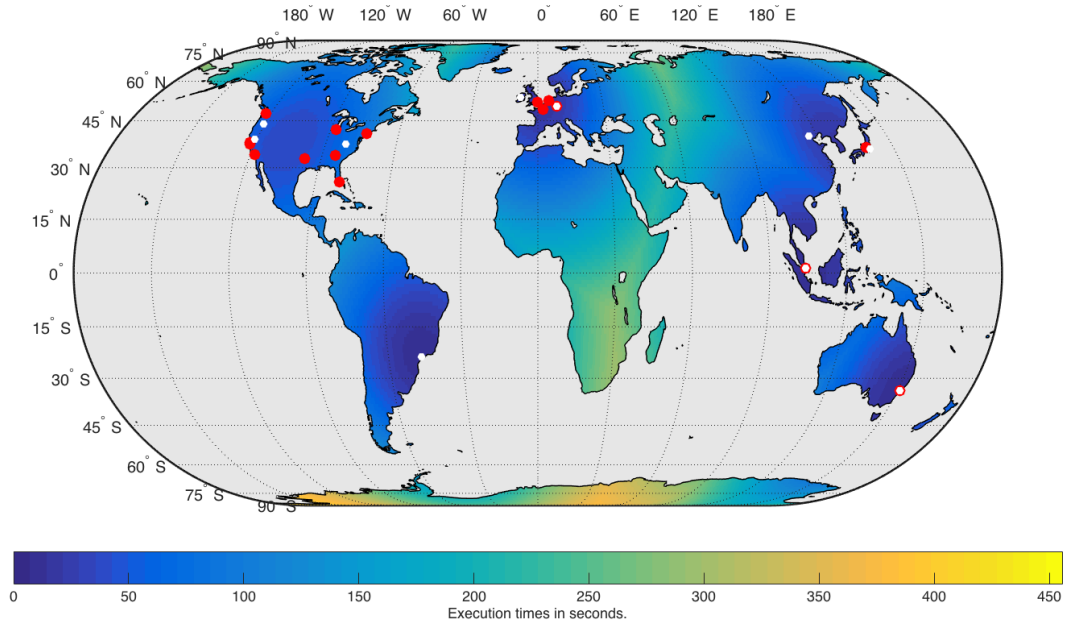 180° W 120° W 60° W 0° 60° E 120° E 180° E
90° N
75° N
60° N
45° N
30° N
15° N
0°
15° S
30° S
45° S
60° S
75° S
90° S
0 50 100 150 200 250 300 350 400 450
Execution times in seconds.